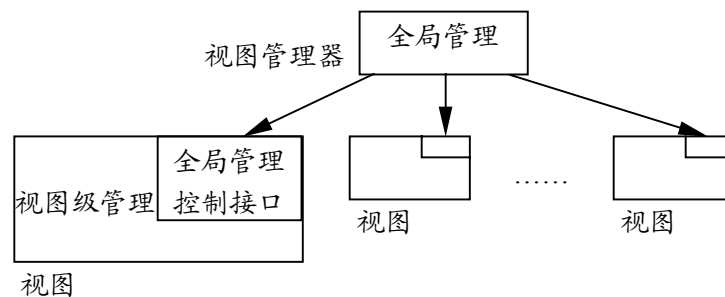 全局管理
视图管理器
全局管理
控制接口
视图级管理
……
视图
视图
视图